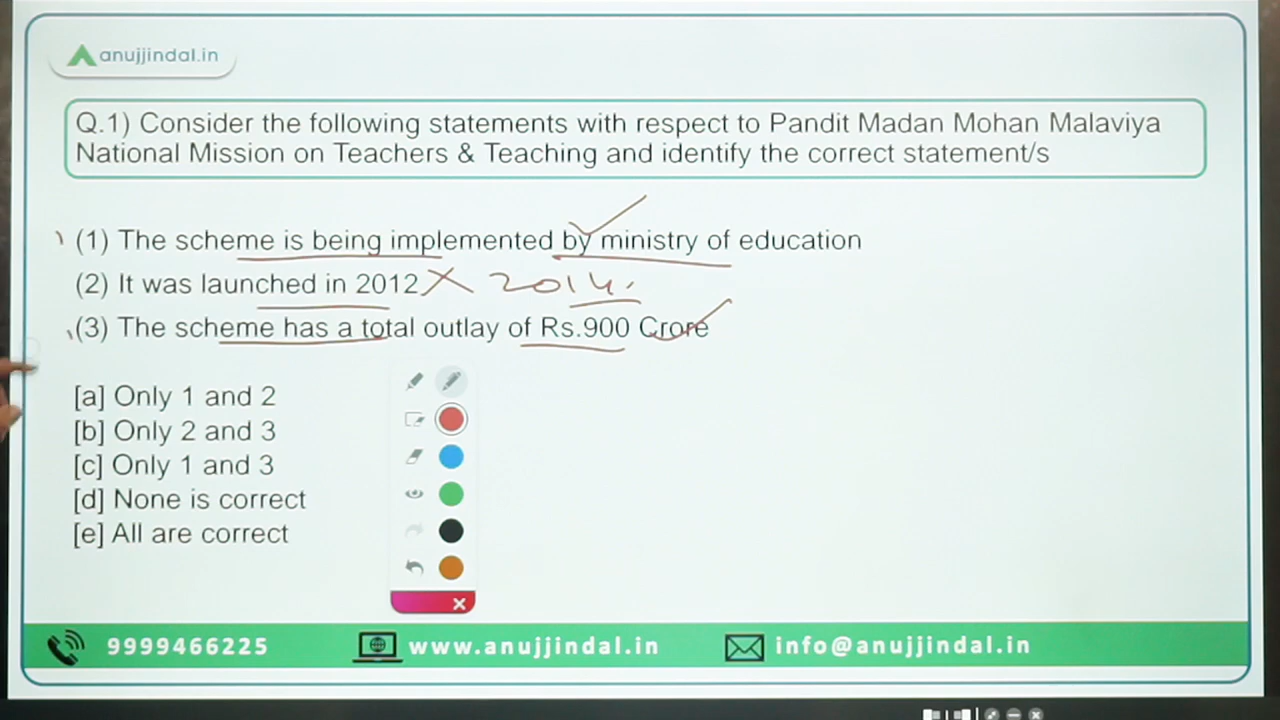 anujjindal.in
Q.1) Consider the following statements with respect to Pandit Madan Mohan Malaviya
National Mission on Teachers & Teaching and identify the correct statement/s
(1) The scheme is being implemented by ministry of education
(2) It was launched in 2012 2014.
(3) The scheme has a total outlay of Rs.900 Crore
[a] Only 1 and 2
[b] Only 2 and 3
[c] Only 1 and 3
[d] None is correct
[e] All are correct
9999466225 www.anujjindal.in info@anujjindal.in